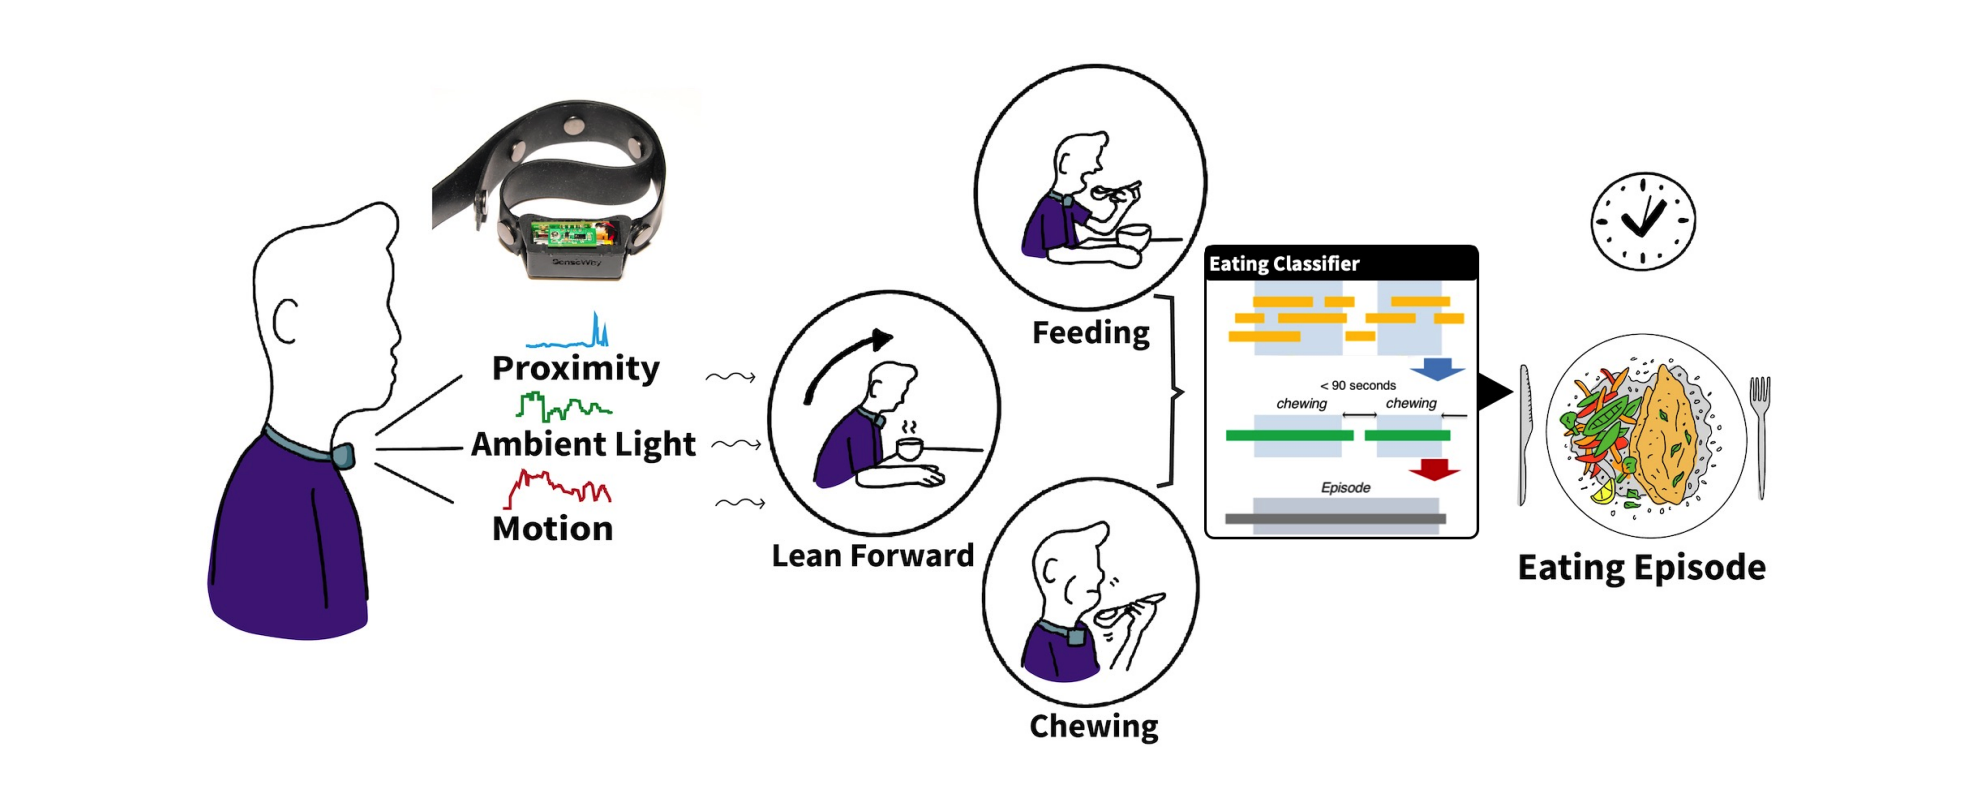 SenseWhy
Proximity
Ambient Light
Motion
Lean Forward
Feeding
Chewing
Eating Classifier
< 90 seconds
chewing
chewing
Episode
Eating Episode